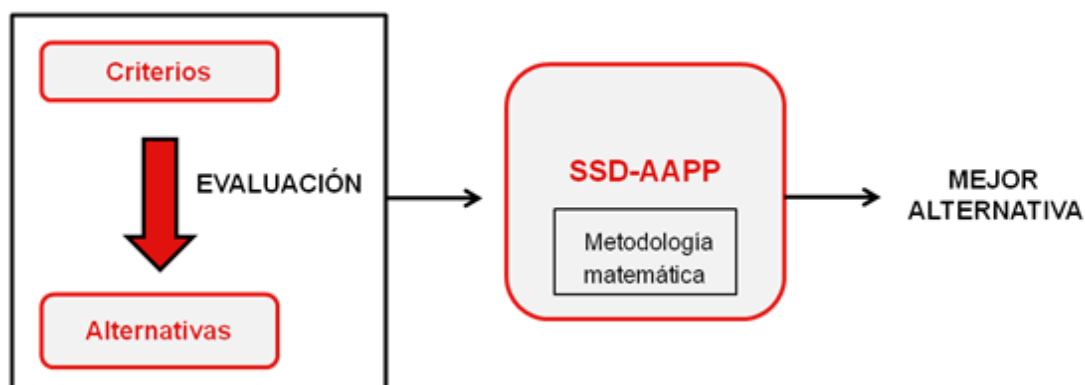 Criterios
EVALUACIÓN
Alternativas
SSD-AAPP
Metodología
matemática
MEJOR
ALTERNATIVA